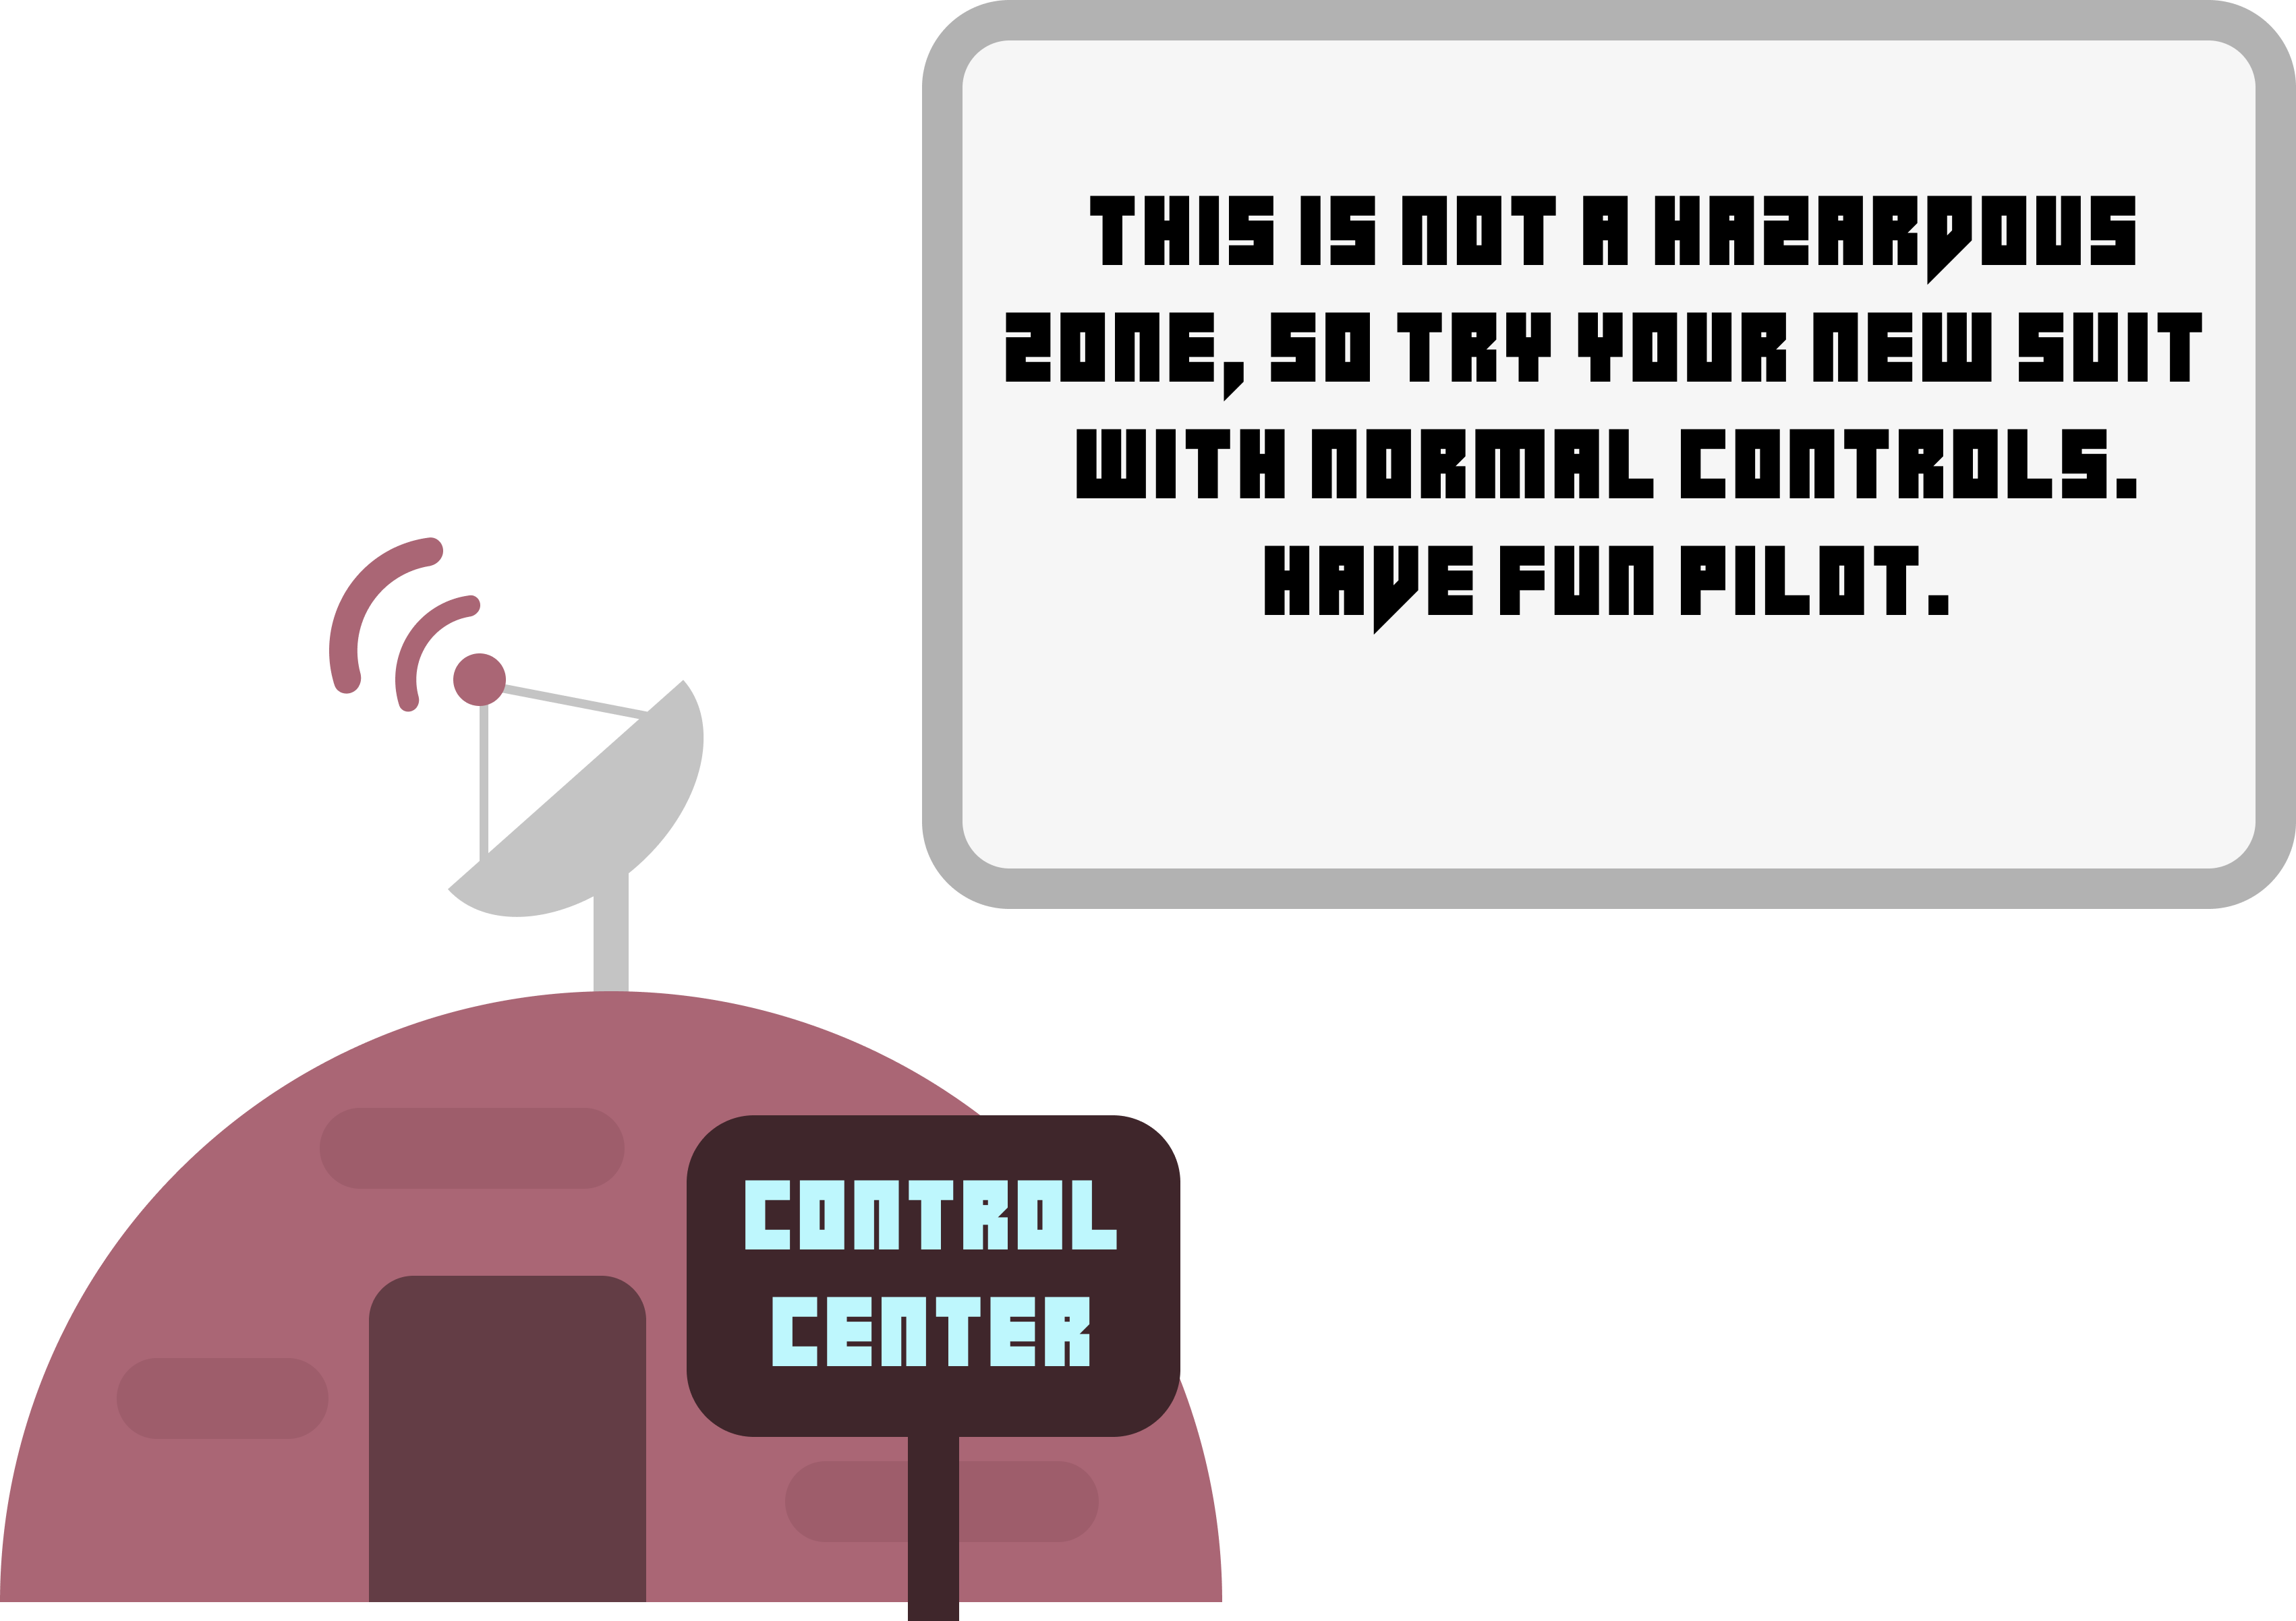 THIS IS NOT A HAZARDOUS
ZONE, SO TRY YOUR NEW SUIT
WITH NORMAL CONTROLS.
HAVE FUN PILOT.
CONTROL
CENTER